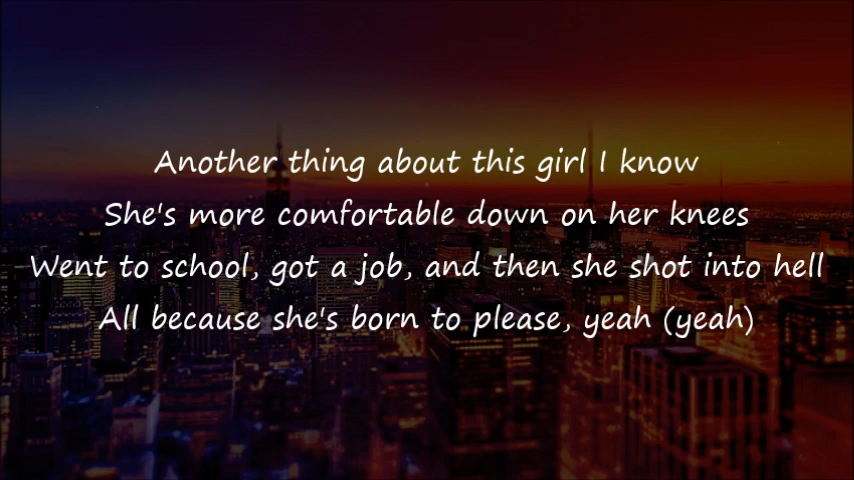 Another thing about this girl I know
She's more comfortable down on her knees
Went to school, got a job, and then she shot into hell
All because she's born to please, yeah (yeah)